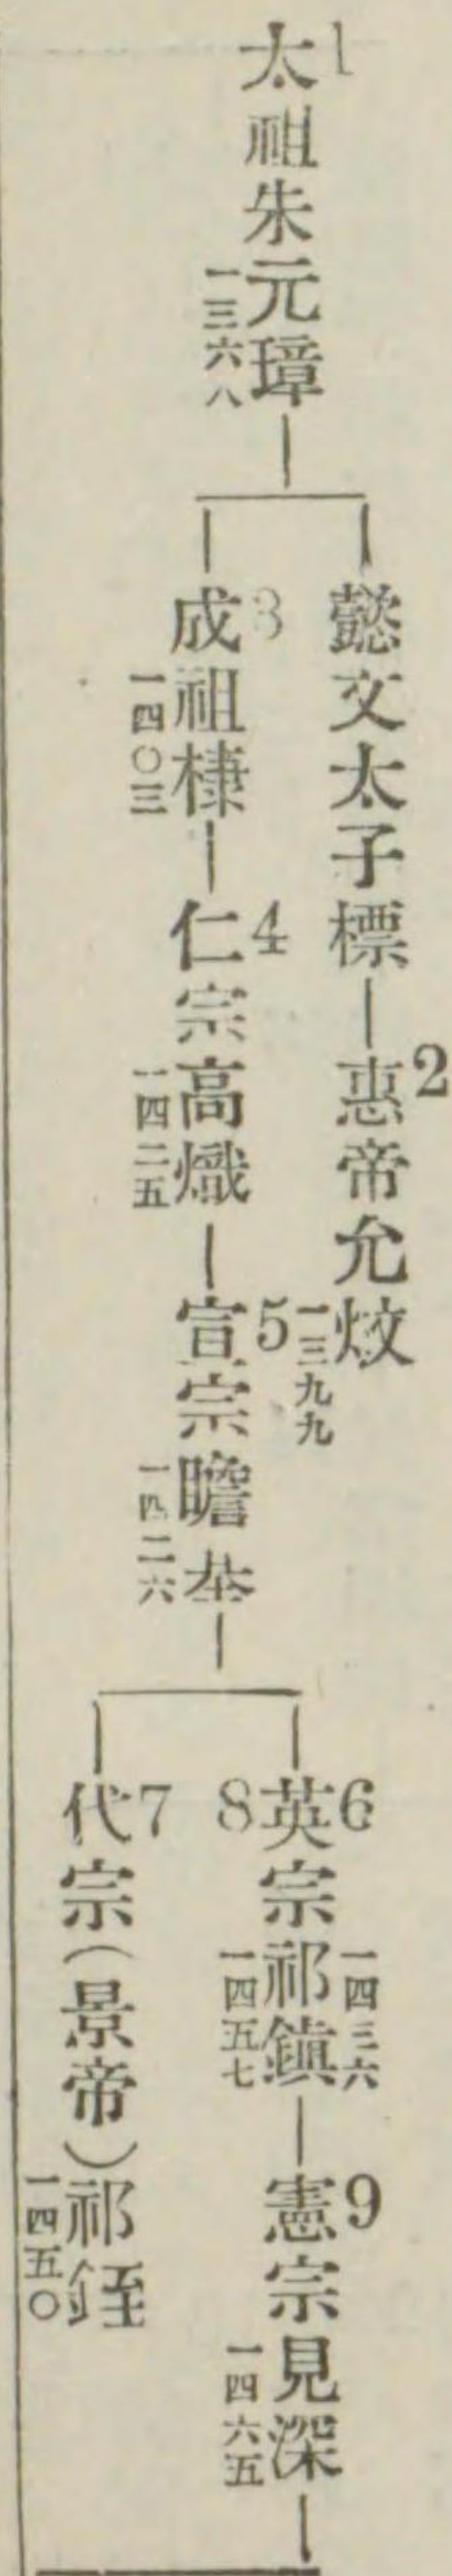 1
太祖朱元璋
一三六八
懿文太子標
2
惠帝允炆
一三九九
3
成祖棣
一四〇三
4
仁宗高熾
一四二五
5
宣宗瞻基
一四二六
6
英宗祁鎭
8
一四三六
一四五七
7
代宗(景帝)祁鈺
一四五〇
9
憲宗見深
一四六五